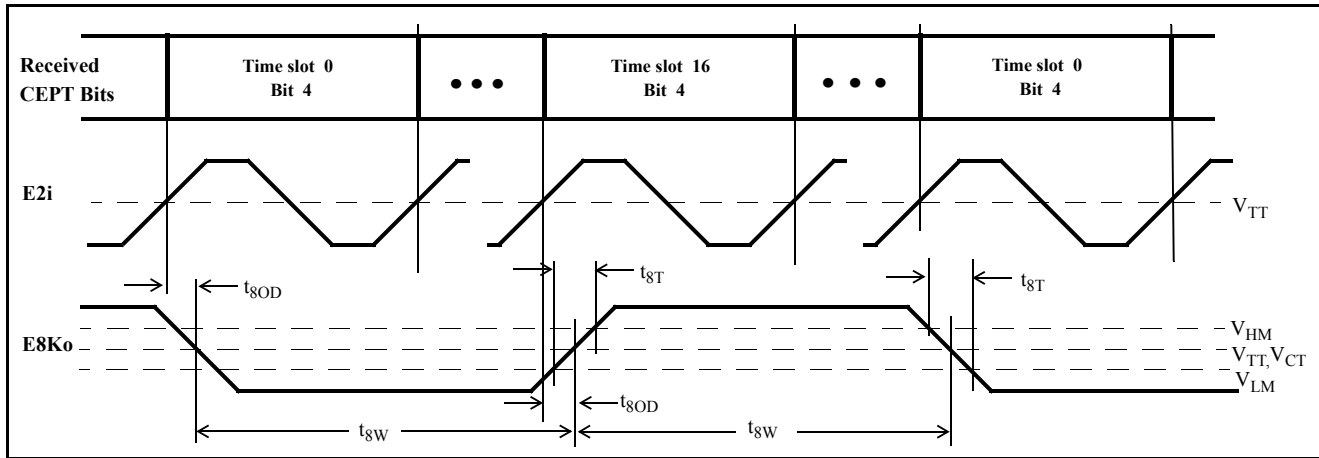 Received
CEPT Bits
Time slot 0
Bit 4
• • •
Time slot 16
Bit 4
• • •
Time slot 0
Bit 4
E2i
VTT
t8OD
t8T
t8T
E8Ko
VHM
VTT,VCT
VLM
t8OD
t8W
t8W